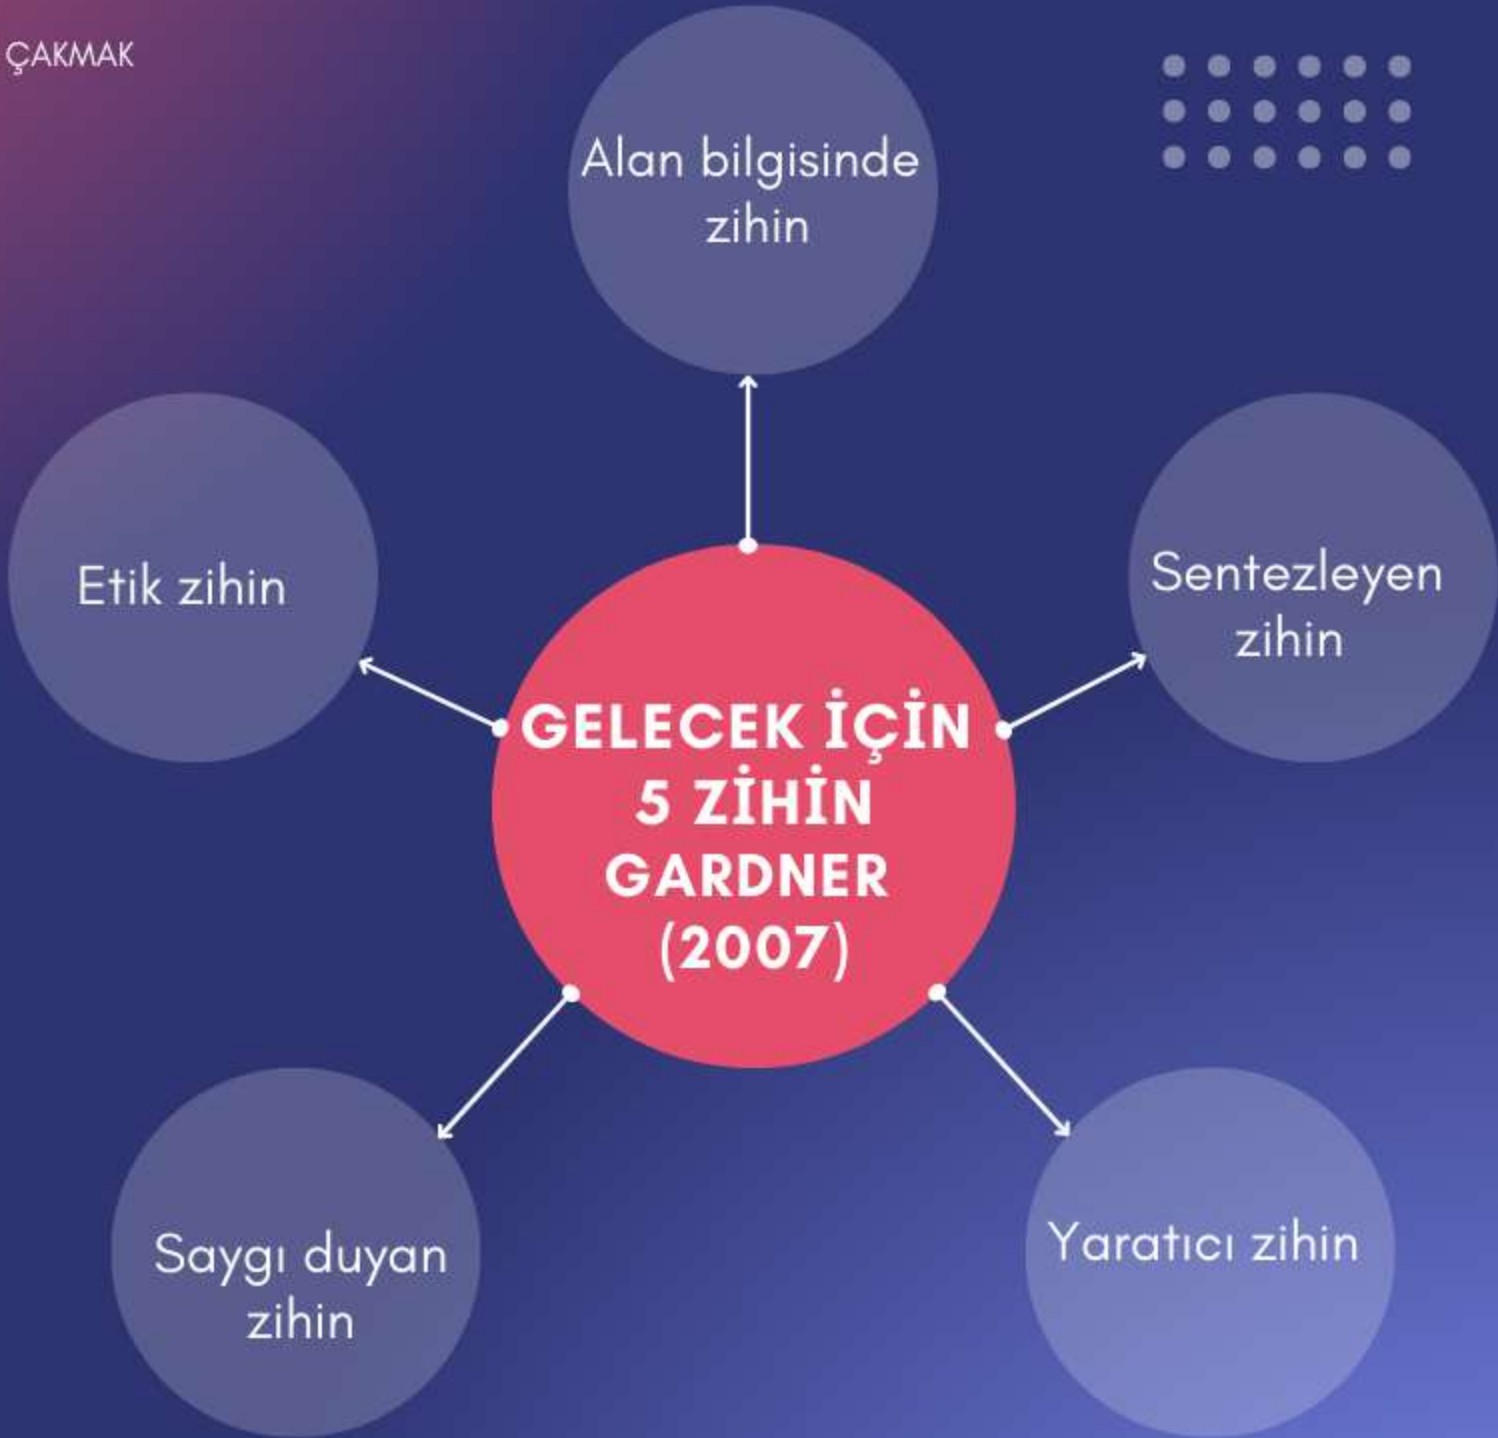 ÇAKMAK
Alan bilgisinde
zihin
Etik zihin
Sentezleyen
zihin
GELECEK İÇİN
5 ZİHİN
GARDNER
(2007)
Saygı duyan
zihin
Yaratıcı zihin